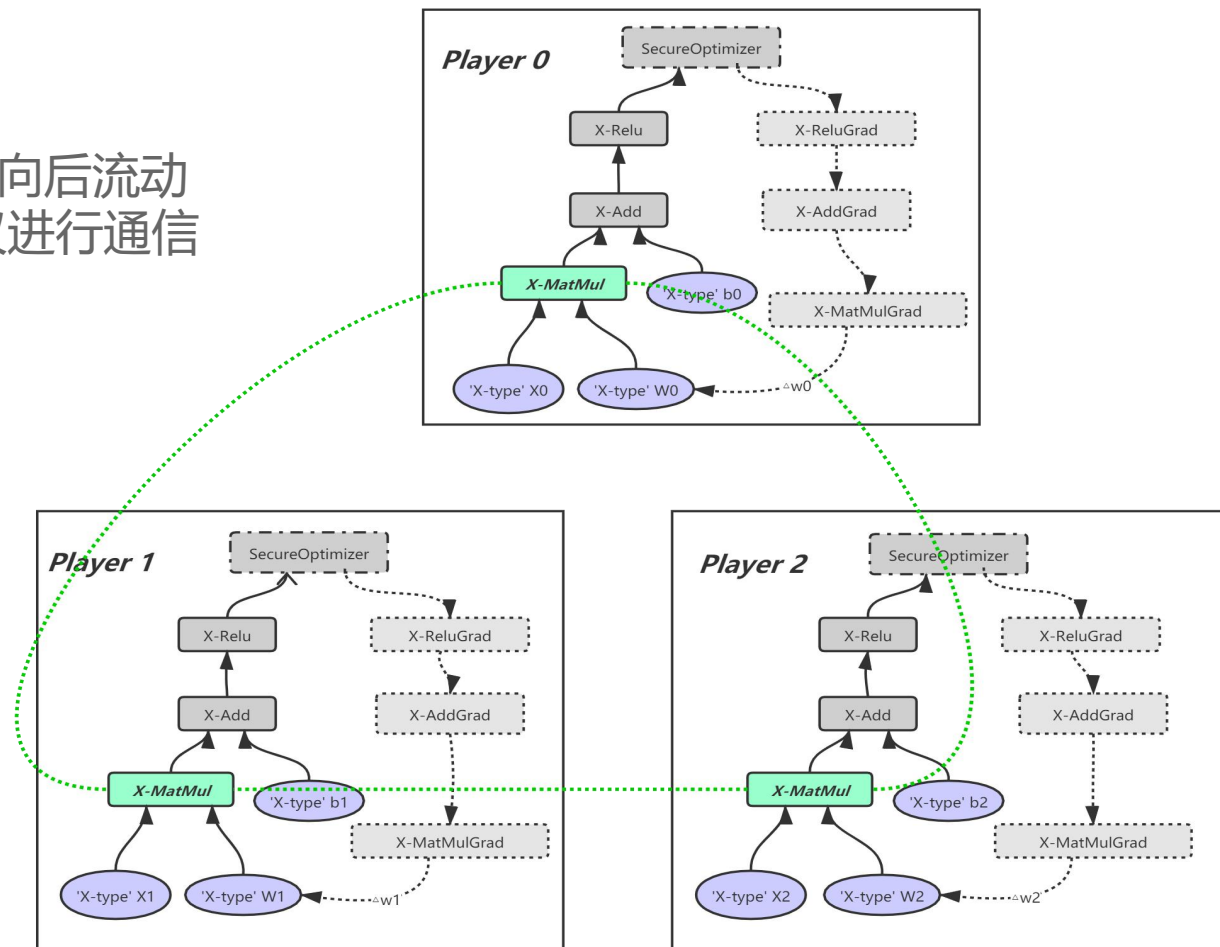 向后流动
议进行通信
Player 0
SecureOptimizer
X-Relu
X-ReluGrad
X-Add
X-AddGrad
X-MatMul
'X-type' b0
X-MatMulGrad
'X-type' X0
'X-type' W0
△w0
Player 1
SecureOptimizer
X-Relu
X-ReluGrad
X-Add
X-AddGrad
X-MatMul
'X-type' b1
X-MatMulGrad
'X-type' X1
'X-type' W1
△w1
Player 2
SecureOptimizer
X-Relu
X-ReluGrad
X-Add
X-AddGrad
X-MatMul
'X-type' b2
X-MatMulGrad
'X-type' X2
'X-type' W2
△w2